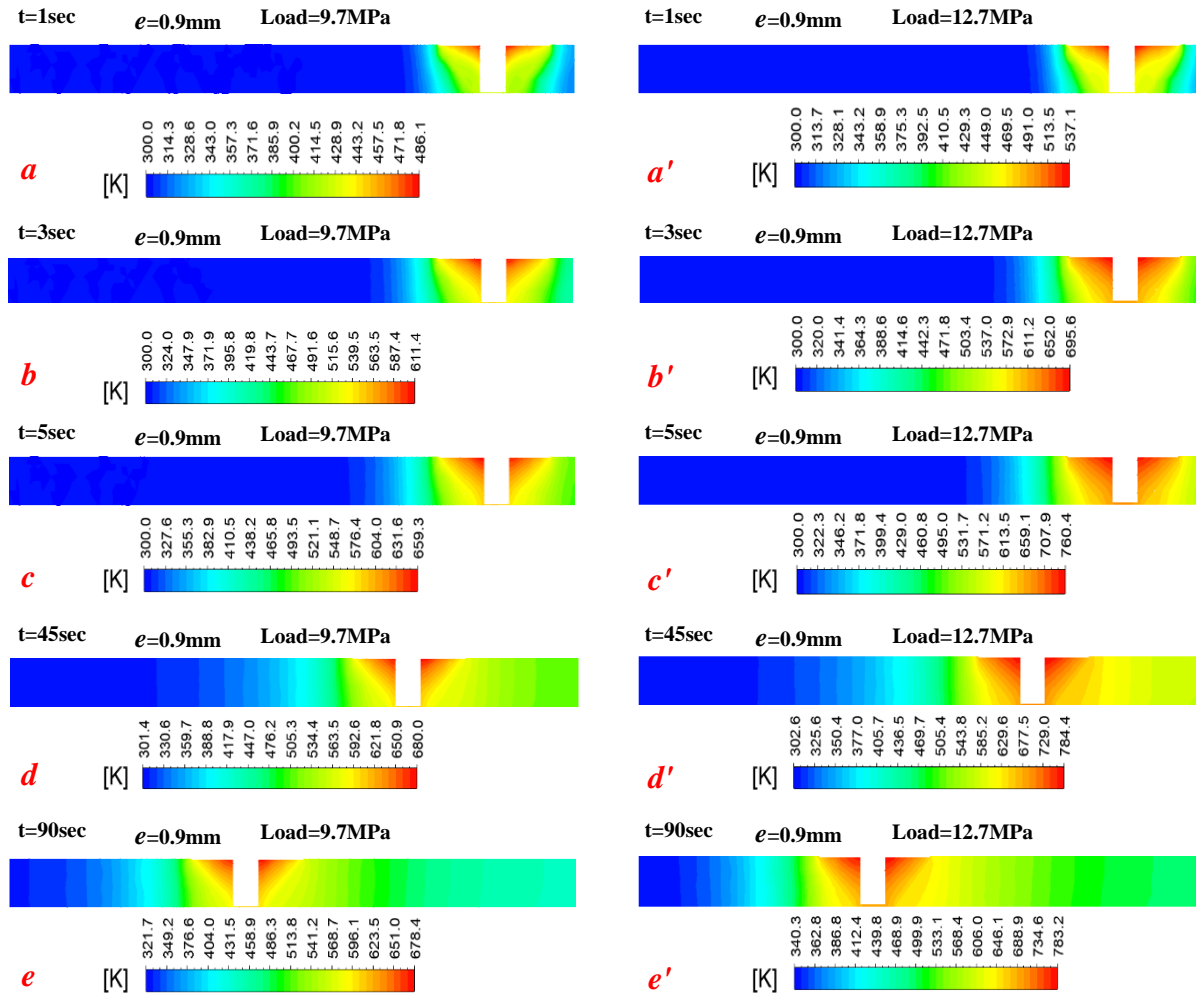 t=1sec e=0.9mm Load=9.7MPa
300.0 314.3 328.6 343.0 357.3 371.6 385.9 400.2 414.5 428.9 443.2 457.5 471.8 486.1
a [K]
t=1sec e=0.9mm Load=12.7MPa
300.0 313.7 328.1 343.2 358.9 375.3 392.5 410.5 429.3 449.0 469.5 491.0 513.5 537.1
a' [K]
t=3sec e=0.9mm Load=9.7MPa
300.0 324.0 347.9 371.9 395.8 419.8 443.7 467.7 491.6 515.6 539.5 563.5 587.4 611.4
b [K]
t=3sec e=0.9mm Load=12.7MPa
300.0 320.0 341.4 364.3 388.6 414.6 442.3 471.8 503.4 537.0 572.9 611.2 652.0 695.6
b' [K]
t=5sec e=0.9mm Load=9.7MPa
300.0 327.6 355.3 382.9 410.5 438.2 465.8 493.5 521.1 548.7 576.4 604.0 631.6 659.3
c [K]
t=5sec e=0.9mm Load=12.7MPa
300.0 322.3 346.2 371.8 399.4 429.0 460.8 495.0 531.7 571.2 613.5 659.1 707.9 760.4
c' [K]
t=45sec e=0.9mm Load=9.7MPa
301.4 330.6 359.7 388.8 417.9 447.0 476.2 505.3 534.4 563.5 592.6 621.8 650.9 680.0
d [K]
t=45sec e=0.9mm Load=12.7MPa
302.6 325.6 350.4 377.0 405.7 436.5 469.7 505.4 543.8 585.2 629.6 677.5 729.0 784.4
d' [K]
t=90sec e=0.9mm Load=9.7MPa
321.7 349.2 376.6 404.0 431.5 458.9 486.3 513.8 541.2 568.7 596.1 623.5 651.0 678.4
e [K]
t=90sec e=0.9mm Load=12.7MPa
340.3 362.8 386.8 412.4 439.8 468.9 499.9 533.1 568.4 606.0 646.1 688.9 734.6 783.2
e' [K]